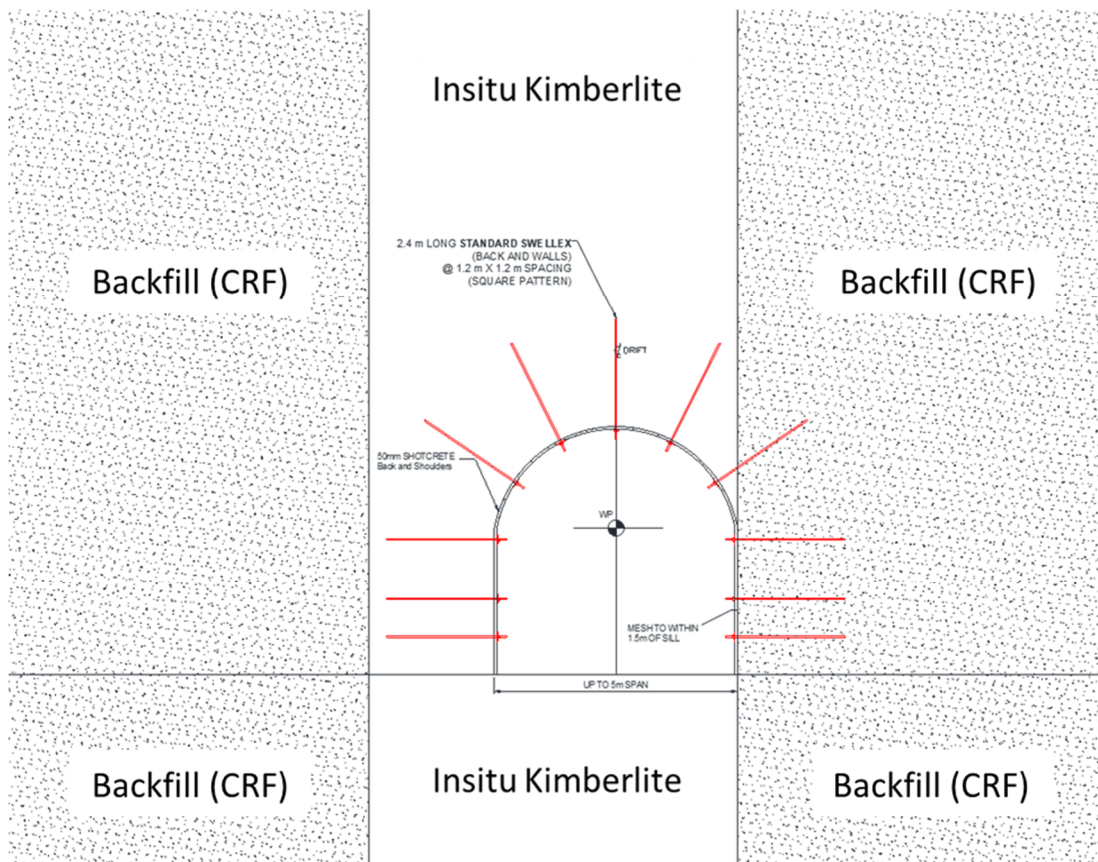 Insitu Kimberlite
2.4 m LONG STANDARD SWELLEX
(BACK AND WALLS)
@ 1.2 m X 1.2 m SPACING
(SQUARE PATTERN)
Backfill (CRF)
Backfill (CRF)
DRIFT
50mm SHOTCRETE
Back and Shoulders
WP
MESH TO WITHIN
1.5m OF SILL
UP TO 5m SPAN
Backfill (CRF)
Insitu Kimberlite
Backfill (CRF)